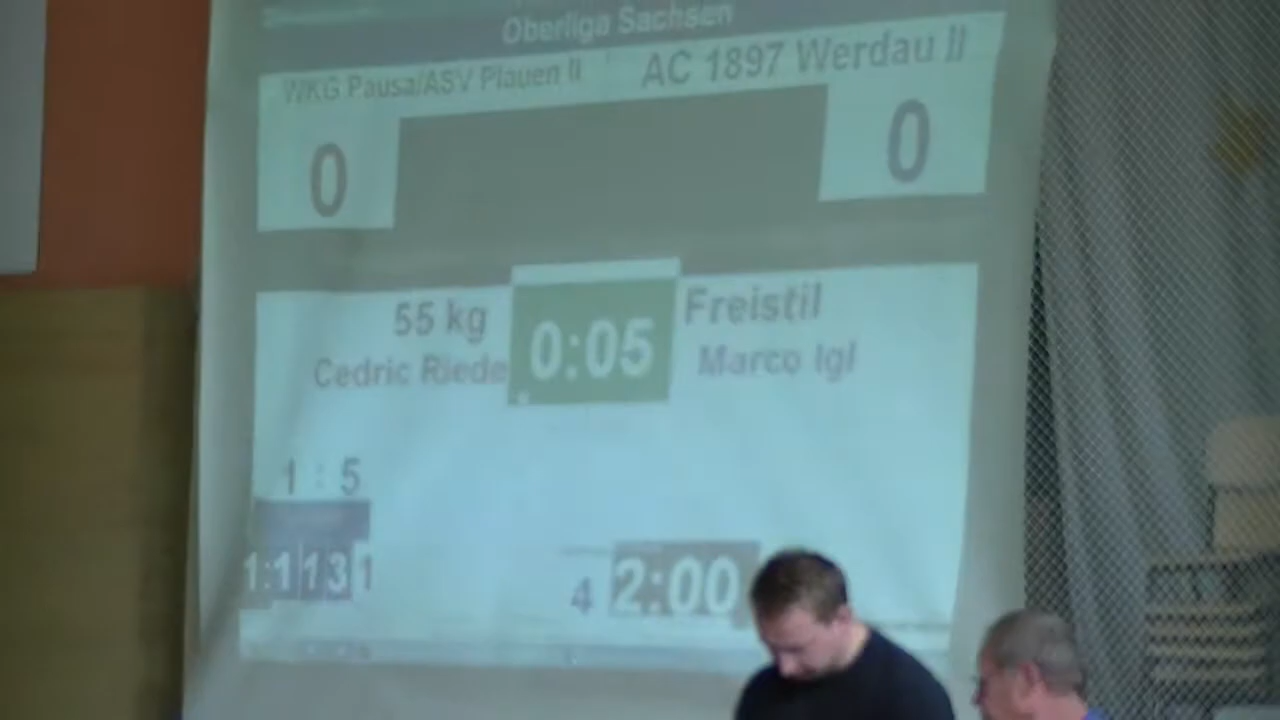 Oberliga Sachsen
WKG Pausa/ASV Plauen II AC 1897 Werdau II
0 0
55 kg 0:05 Freistil
Cedric Riede Marco Igl
1 : 5
1:1 1 3 1
4 2:00